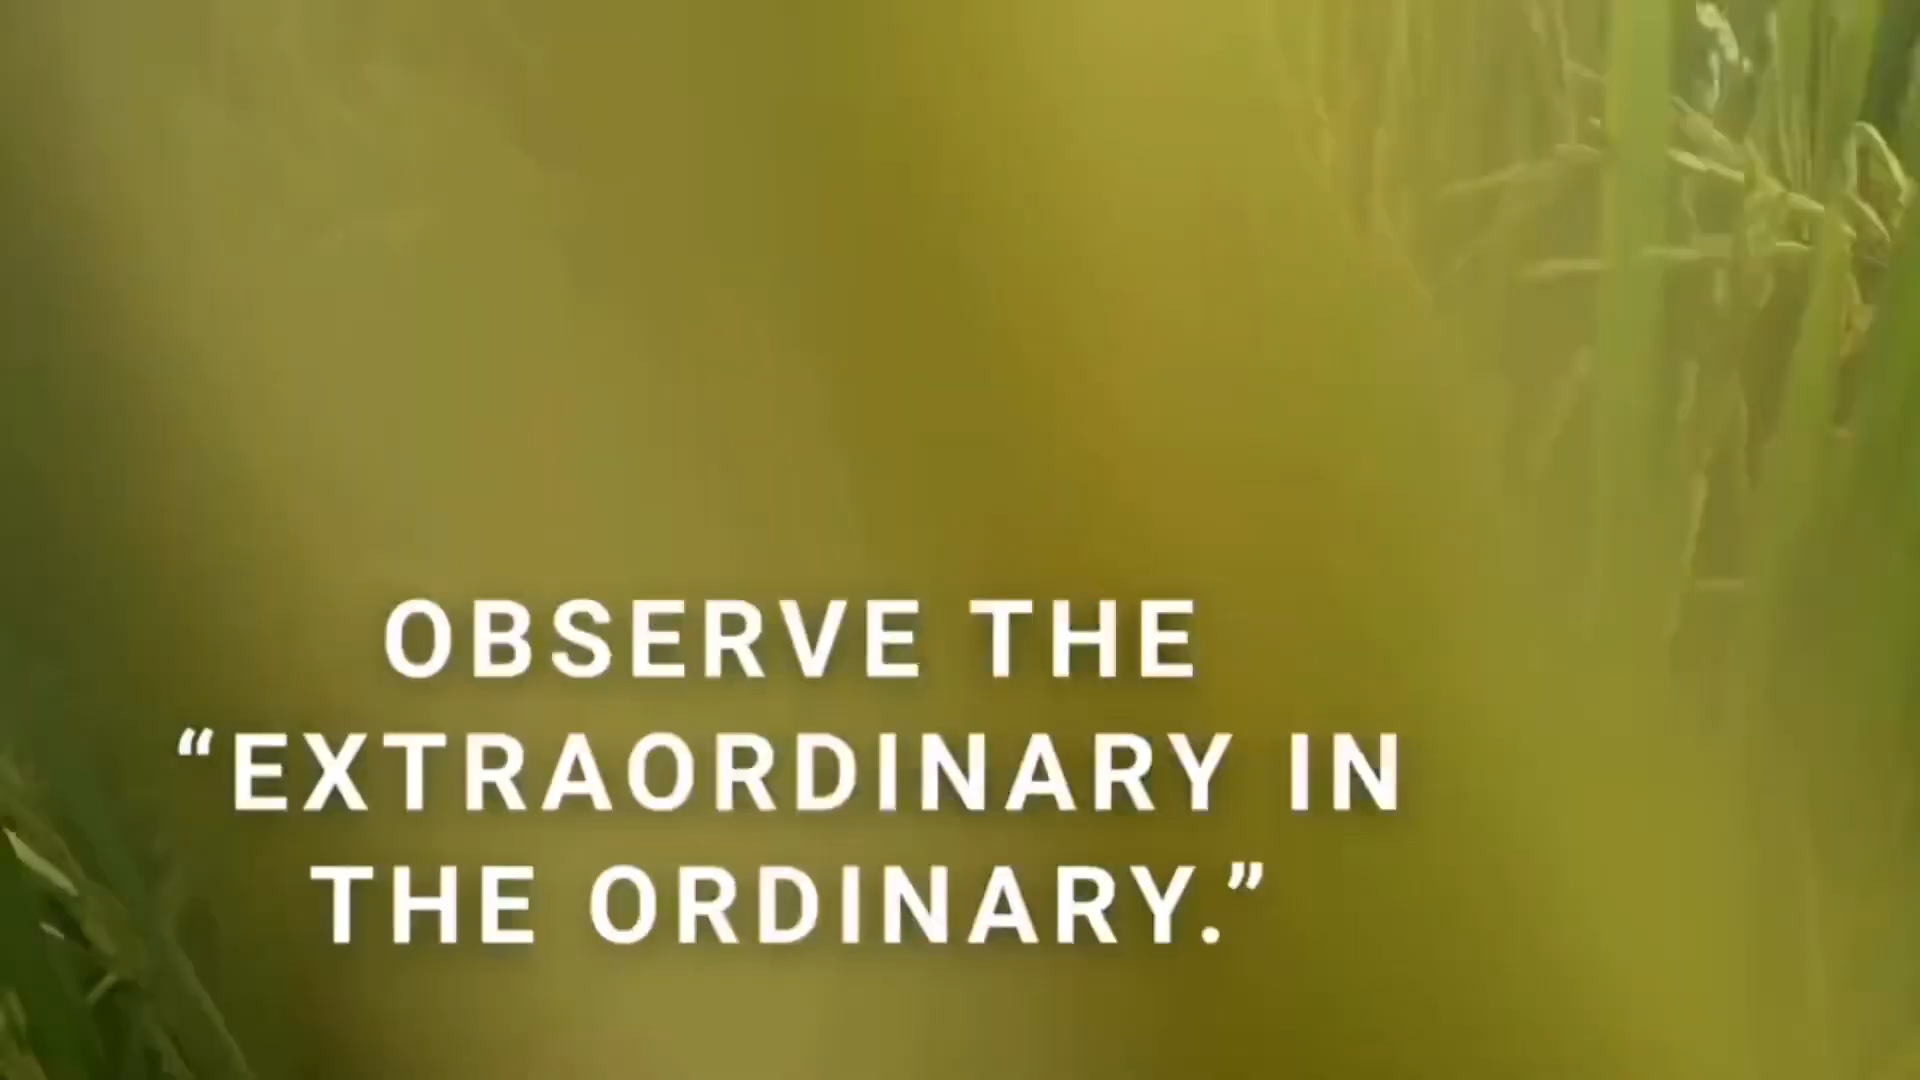 OBSERVE THE
“EXTRAORDINARY IN
THE ORDINARY.”